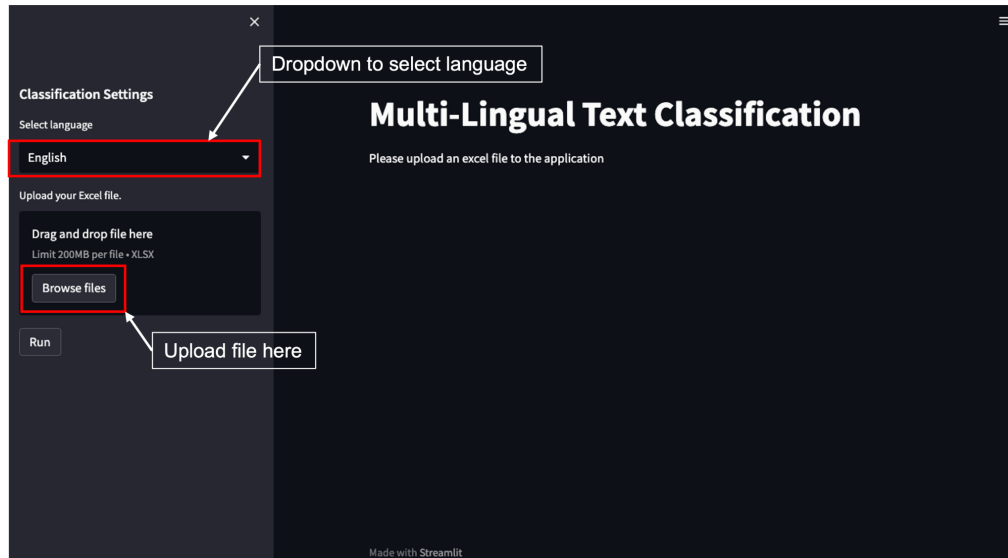 Dropdown to select language
Classification Settings
Select language
English
Upload your Excel file.
Drag and drop file here
Limit 200MB per file • XLSX
Browse files
Run
Upload file here
Multi-Lingual Text Classification
Please upload an excel file to the application
Made with Streamlit